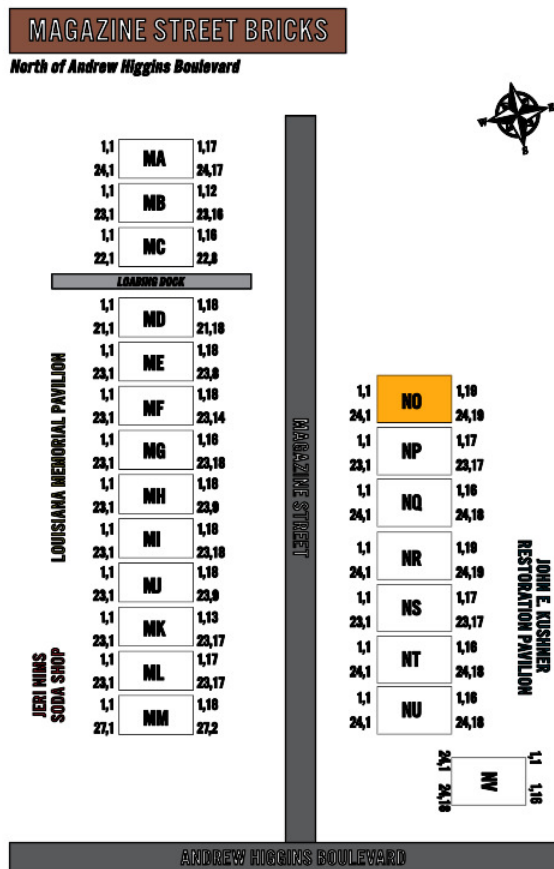 MAGAZINE STREET BRICKS
North of Andrew Higgins Boulevard
W
S
1,1 MA 1,17
24,1 24,17
1,1 MB 1,12
23,1 23,16
1,1 MC 1,16
22,1 22,8
LOADING DOCK
1,1 MD 1,18
21,1 21,18
1,1 ME 1,18
23,1 23,8
1,1 MF 1,18
23,1 23,14
1,1 MG 1,16
23,1 23,18
1,1 MH 1,18
23,1 23,9
1,1 MI 1,18
23,1 23,18
1,1 MJ 1,18
23,1 23,9
1,1 MK 1,13
23,1 23,17
1,1 ML 1,17
23,1 23,17
1,1 MM 1,18
27,1 27,2
LOUISIANA MEMORIAL PAVILION
JERI NIMS
SODA SHOP
MAGAZINE STREET
1,1 NO 1,19
24,1 24,19
1,1 NP 1,17
23,1 23,17
1,1 NQ 1,16
24,1 24,18
1,1 NR 1,19
24,1 24,19
1,1 NS 1,17
23,1 23,17
1,1 NT 1,16
24,1 24,18
1,1 NU 1,16
24,1 24,18
JOHN E. KUSHNER
RESTORATION PAVILION
1,1 NV 1,16
24,1 24,18
ANDREW HIGGINS BOULEVARD